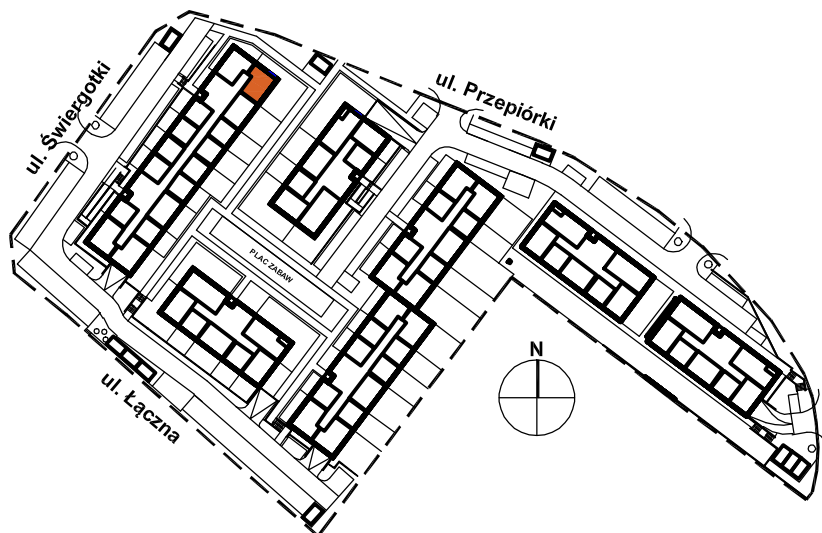 ul. Świergotki
ul. Przepiórki
PLAC ZABAW
N
ul. Łączna